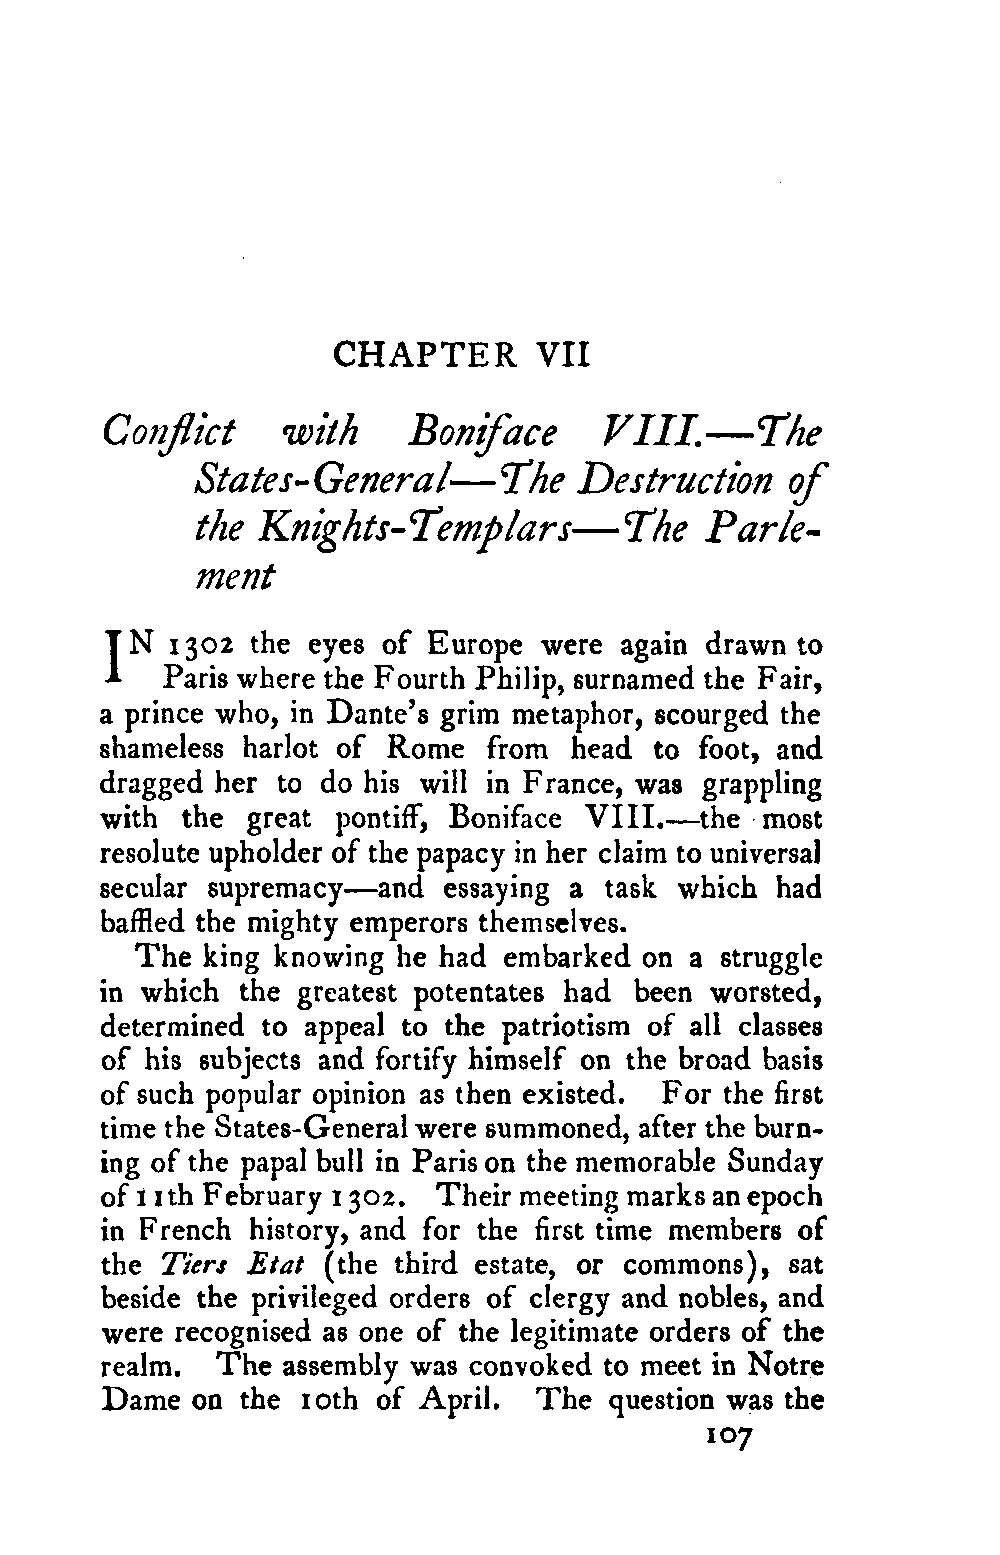 CHAPTER VII
Conflict with Boniface VIII.—The
States-General—The Destruction of
the Knights-Templars—The Parle-
ment
IN 1302 the eyes of Europe were again drawn to
Paris where the Fourth Philip, surnamed the Fair,
a prince who, in Dante's grim metaphor, scourged the
shameless harlot of Rome from head to foot, and
dragged her to do his will in France, was grappling
with the great pontiff, Boniface VIII.—the most
resolute upholder of the papacy in her claim to universal
secular supremacy—and essaying a task which had
baffled the mighty emperors themselves.
The king knowing he had embarked on a struggle
in which the greatest potentates had been worsted,
determined to appeal to the patriotism of all classes
of his subjects and fortify himself on the broad basis
of such popular opinion as then existed. For the first
time the States-General were summoned, after the burn-
ing of the papal bull in Paris on the memorable Sunday
of 11th February 1302. Their meeting marks an epoch
in French history, and for the first time members of
the Tiers Etat (the third estate, or commons), sat
beside the privileged orders of clergy and nobles, and
were recognised as one of the legitimate orders of the
realm. The assembly was convoked to meet in Notre
Dame on the 10th of April. The question was the
107